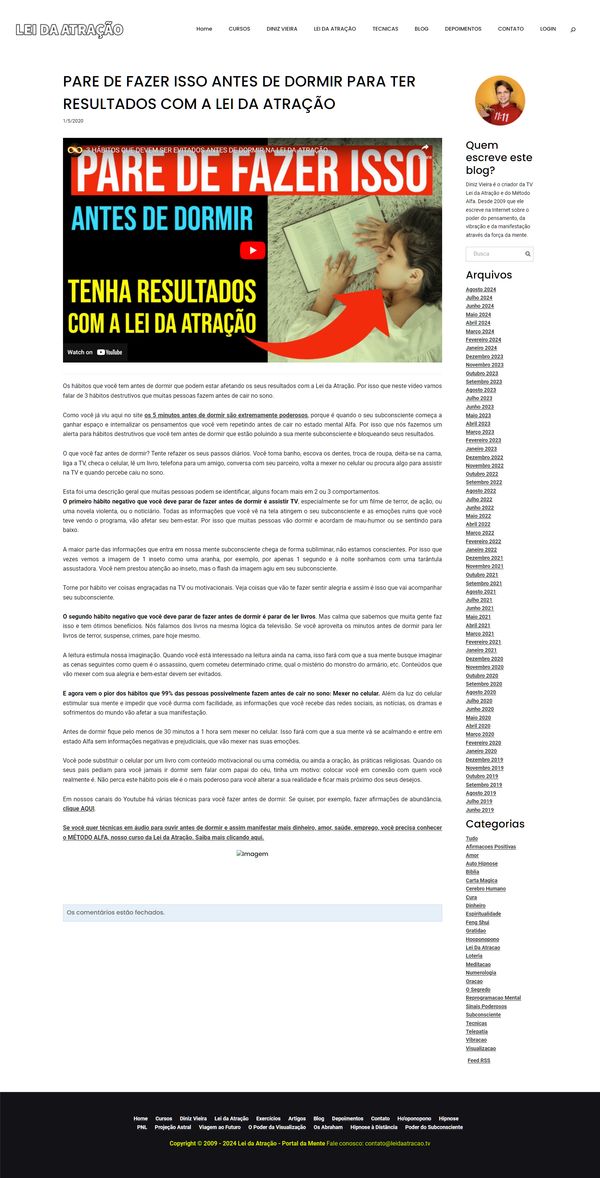 LEI DA ATRAÇÃO
Home CURSOS DINIZ VIEIRA LEI DA ATRAÇÃO TÉCNICAS BLOG DEPOIMENTOS CONTATO LOGIN
PARE DE FAZER ISSO ANTES DE DORMIR PARA TER
RESULTADOS COM A LEI DA ATRAÇÃO
1/5/2020
3 HÁBITOS QUE DEVEM SER EVITADOS ANTES DE DORMIR NA LEI DA ATRAÇÃO
PARE DE FAZER ISSO
ANTES DE DORMIR
TENHA RESULTADOS
COM A LEI DA ATRAÇÃO
Watch on YouTube
Os hábitos que você tem antes de dormir que podem estar afetando os seus resultados com a Lei da Atração. Por isso que neste vídeo vamos
falar de 3 hábitos destrutivos que muitas pessoas fazem antes de cair no sono.
Como você já viu aqui no site os 5 minutos antes de dormir são extremamente poderosos, porque é quando o seu subconsciente começa a
ganhar espaço e internalizar os pensamentos que você vem repetindo antes de cair no estado mental Alfa. Por isso que nós fazemos um
alerta para hábitos destrutivos que você tem antes de dormir que estão poluindo a sua mente subconsciente e bloqueando seus resultados.
O que você faz antes de dormir? Tente refazer os seus passos diários. Você toma banho, escova os dentes, troca de roupa, deita-se na cama,
liga a TV, checa o celular, lê um livro, telefona para um amigo, conversa com seu parceiro, volta a mexer no celular ou procura algo para assistir
na TV e quando percebe caiu no sono.
Esta foi uma descrição geral que muitas pessoas podem se identificar, alguns focam mais em 2 ou 3 comportamentos.
O primeiro hábito negativo que você deve parar de fazer antes de dormir é assistir TV, especialmente se for um filme de terror, de ação, ou
uma novela violenta, ou o noticiário. Todas as informações que você vê na tela atingem o seu subconsciente e as emoções ruins que você
teve vendo o programa, vão afetar seu bem-estar. Por isso que muitas pessoas vão dormir e acordam de mau-humor ou se sentindo para
baixo.
A maior parte das informações que entra em nossa mente subconsciente chega de forma subliminar, não estamos conscientes. Por isso que
vezes vemos a imagem de 1 inseto como uma aranha, por exemplo, por apenas 1 segundo e à noite sonhamos com uma tarântula
assustadora. Você nem prestou atenção ao inseto, mas o flash da imagem agiu em seu subconsciente.
Torne por hábito ver coisas engraçadas na TV ou motivacionais. Veja coisas que vão te fazer sentir alegria e assim é isso que vai acompanhar
seu subconsciente.
O segundo hábito negativo que você deve parar de fazer antes de dormir é parar de ler livros. Mas calma que sabemos que muita gente faz
isso e tem ótimos benefícios. Nós falamos dos livros na mesma lógica da televisão. Se você aproveita os minutos antes de dormir para ler
livros de terror, suspense, crimes, pare hoje mesmo.
A leitura estimula nossa imaginação. Quando você está interessado na leitura ainda na cama, isso fará com que a sua mente busque imaginar
as cenas seguintes como quem é o assassino, quem cometeu determinado crime, qual o mistério do monstro do armário, etc. Conteúdos que
vão mexer com sua alegria e bem-estar devem ser evitados.
E agora vem o pior dos hábitos que 99% das pessoas possivelmente fazem antes de cair no sono: Mexer no celular. Além da luz do celular
estimular sua mente e impedir que você durma com facilidade, as informações que você recebe das redes sociais, as notícias, os dramas e
sofrimentos do mundo vão afetar a sua manifestação.
Antes de dormir fique pelo menos de 30 minutos a 1 hora sem mexer no celular. Isso fará com que a sua mente vá se acalmando e entre em
estado Alfa sem informações negativas e prejudiciais, que vão mexer nas suas emoções.
Você pode substituir o celular por um livro com conteúdo motivacional ou uma comédia, ou ainda a oração, às práticas religiosas. Quando os
seus pais pediam para você jamais ir dormir sem falar com papai do céu, tinha um motivo: colocar você em conexão com quem você
realmente é. Não perca este hábito pois ele é o mais poderoso para você alterar a sua realidade e ficar mais próximo dos seus desejos.
Em nossos canais do Youtube há várias técnicas para você fazer antes de dormir. Se quiser, por exemplo, fazer afirmações de abundância,
clique AQUI.
Se você quer técnicas em áudio para ouvir antes de dormir e assim manifestar mais dinheiro, amor, saúde, emprego, você precisa conhecer
o MÉTODO ALFA, nosso curso da Lei da Atração. Saiba mais clicando aqui.
Imagem
Os comentários estão fechados.
11:11
Quem
escreve este
blog?
Diniz Vieira é o criador da TV
Lei da Atração e do Método
Alfa. Desde 2009 que ele
escreve na Internet sobre o
poder do pensamento, da
vibração e da manifestação
através da força da mente.
Busca
Arquivos
Agosto 2024
Julho 2024
Junho 2024
Maio 2024
Abril 2024
Março 2024
Fevereiro 2024
Janeiro 2024
Dezembro 2023
Novembro 2023
Outubro 2023
Setembro 2023
Agosto 2023
Julho 2023
Junho 2023
Maio 2023
Abril 2023
Março 2023
Fevereiro 2023
Janeiro 2023
Dezembro 2022
Novembro 2022
Outubro 2022
Setembro 2022
Agosto 2022
Julho 2022
Junho 2022
Maio 2022
Abril 2022
Março 2022
Fevereiro 2022
Janeiro 2022
Dezembro 2021
Novembro 2021
Outubro 2021
Setembro 2021
Agosto 2021
Julho 2021
Junho 2021
Maio 2021
Abril 2021
Março 2021
Fevereiro 2021
Janeiro 2021
Dezembro 2020
Novembro 2020
Outubro 2020
Setembro 2020
Agosto 2020
Julho 2020
Junho 2020
Maio 2020
Abril 2020
Março 2020
Fevereiro 2020
Janeiro 2020
Dezembro 2019
Novembro 2019
Outubro 2019
Setembro 2019
Agosto 2019
Julho 2019
Junho 2019
Categorias
Tudo
Afirmacoes Positivas
Amor
Auto Hipnose
Biblia
Carta Magica
Cerebro Humano
Cura
Dinheiro
Espiritualidade
Feng Shui
Gratidao
Hooponopono
Lei Da Atracao
Loteria
Meditacao
Numerologia
Oracao
O Segredo
Reprogramacao Mental
Sinais Poderosos
Subconsciente
Tecnicas
Telepatia
Vibracao
Visualizacao
Feed RSS
Home Cursos Diniz Vieira Lei da Atração Exercícios Artigos Blog Depoimentos Contato Ho'oponopono Hipnose
PNL Projeção Astral Viagem ao Futuro O Poder da Visualização Os Abraham Hipnose à Distância Poder do Subconsciente
Copyright © 2009 - 2024 Lei da Atração - Portal da Mente Fale conosco: contato@leidaatracao.tv